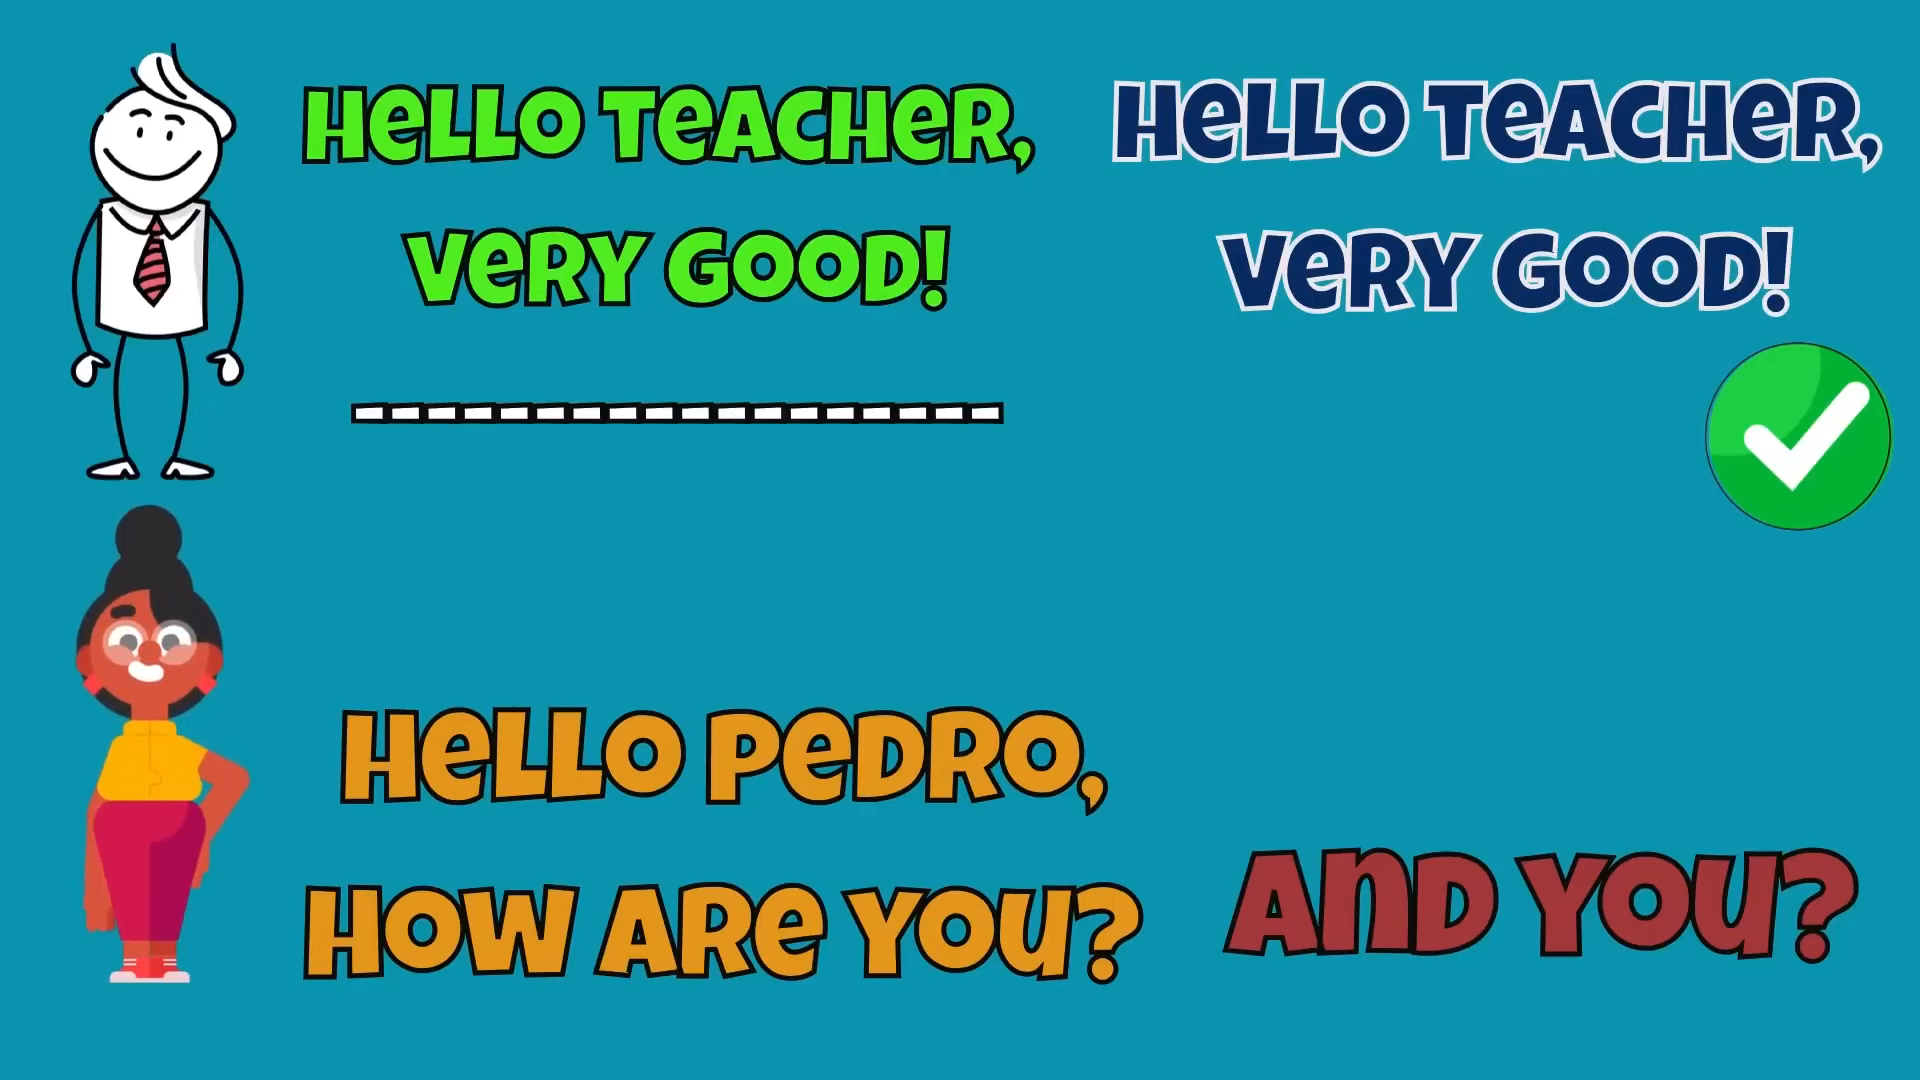 Hello Teacher,
Very good!
Hello Teacher,
Very good!
Hello Pedro,
How are you?
And you?